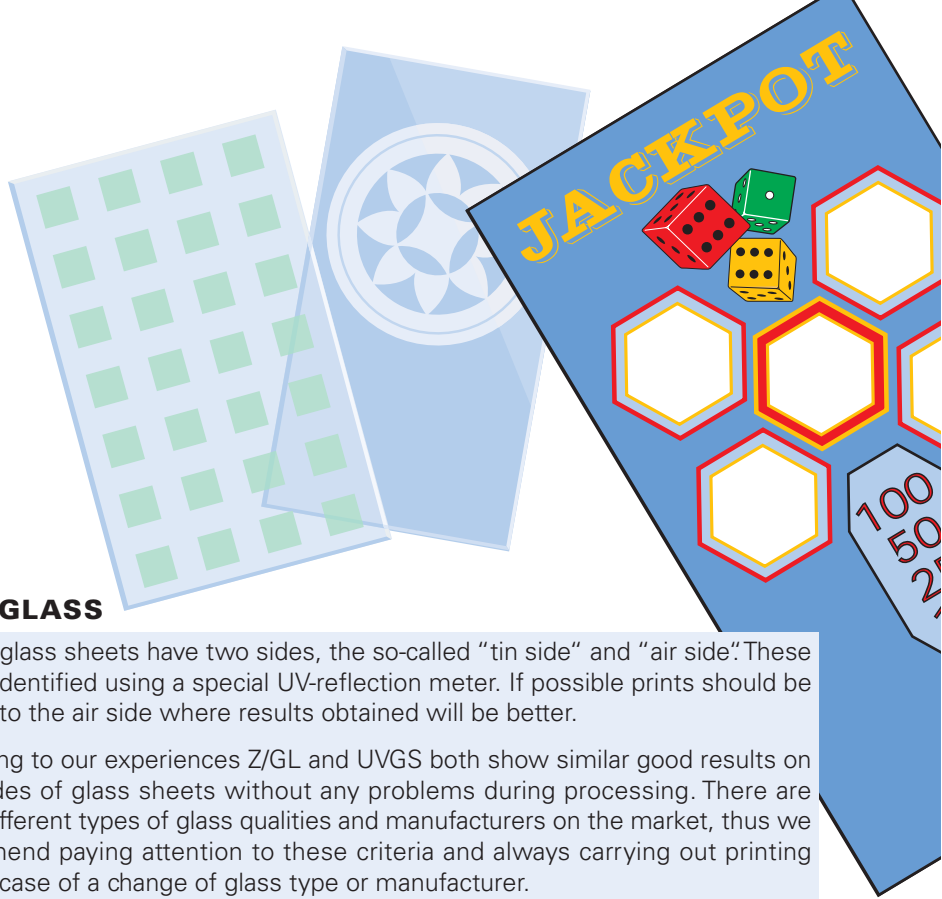 JACKPOT
100
50
GLASS
glass sheets have two sides, the so-called “tin side“ and “air side“. These
dentified using a special UV-reflection meter. If possible prints should be
to the air side where results obtained will be better.
ng to our experiences Z/GL and UVGS both show similar good results on
des of glass sheets without any problems during processing. There are
fferent types of glass qualities and manufacturers on the market, thus we
mend paying attention to these criteria and always carrying out printing
case of a change of glass type or manufacturer.